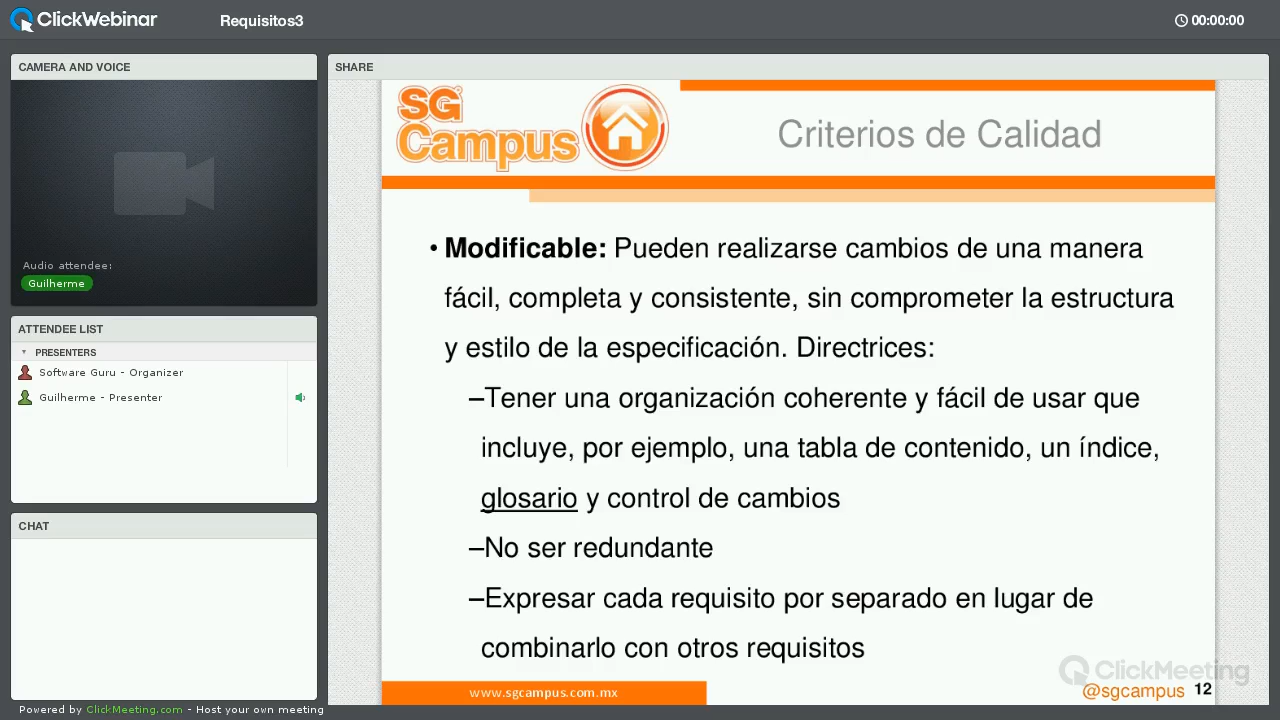 ClickWebinar
Requisitos3
00:00:00
CAMERA AND VOICE
Audio attendee:
Guilherme
ATTENDEE LIST
PRESENTERS
Software Guru - Organizer
Guilherme - Presenter
CHAT
Powered by ClickMeeting.com - Host your own meeting
SHARE
SG
Campus
Criterios de Calidad
• Modificable: Pueden realizarse cambios de una manera
fácil, completa y consistente, sin comprometer la estructura
y estilo de la especificación. Directrices:
–Tener una organización coherente y fácil de usar que
incluye, por ejemplo, una tabla de contenido, un índice,
glosario y control de cambios
–No ser redundante
–Expresar cada requisito por separado en lugar de
combinarlo con otros requisitos
ClickMeeting
www.sgcampus.com.mx
@sgcampus 12